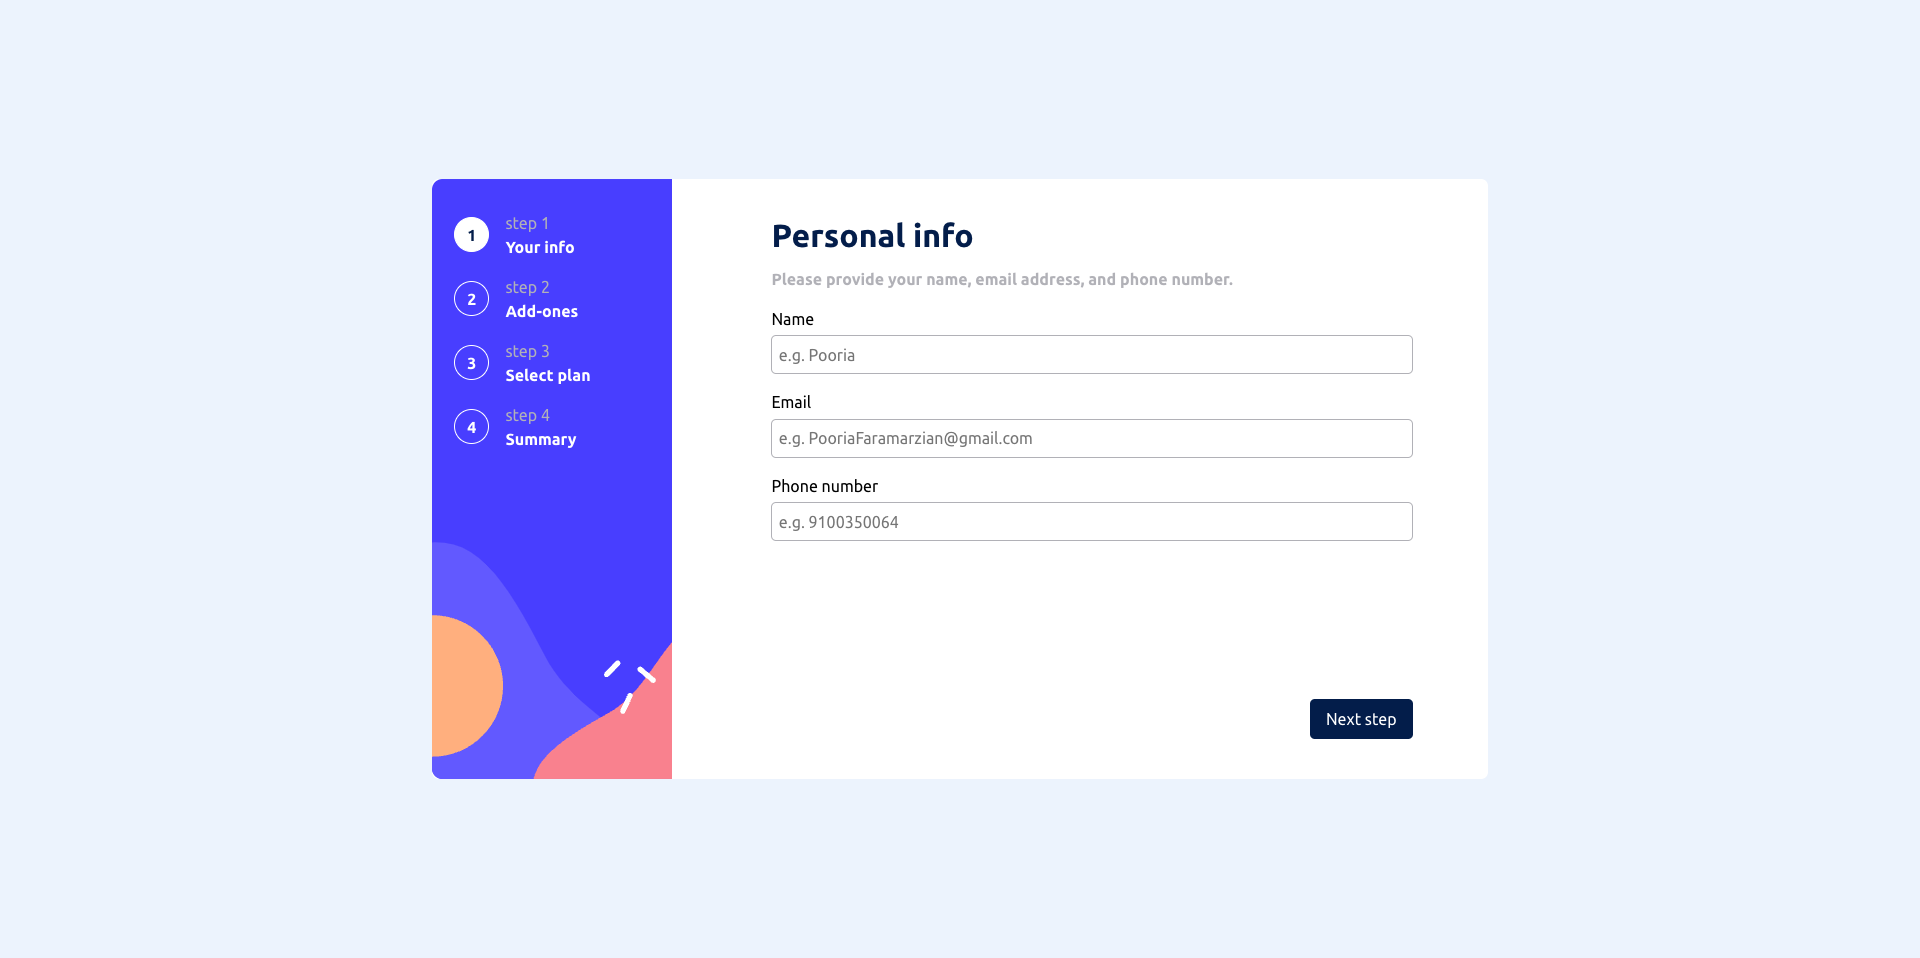 1
step 1
Your info
2
step 2
Add-ones
3
step 3
Select plan
4
step 4
Summary
Personal info
Please provide your name, email address, and phone number.
Name
e.g. Pooria
Email
e.g. PooriaFaramarzian@gmail.com
Phone number
e.g. 9100350064
Next step